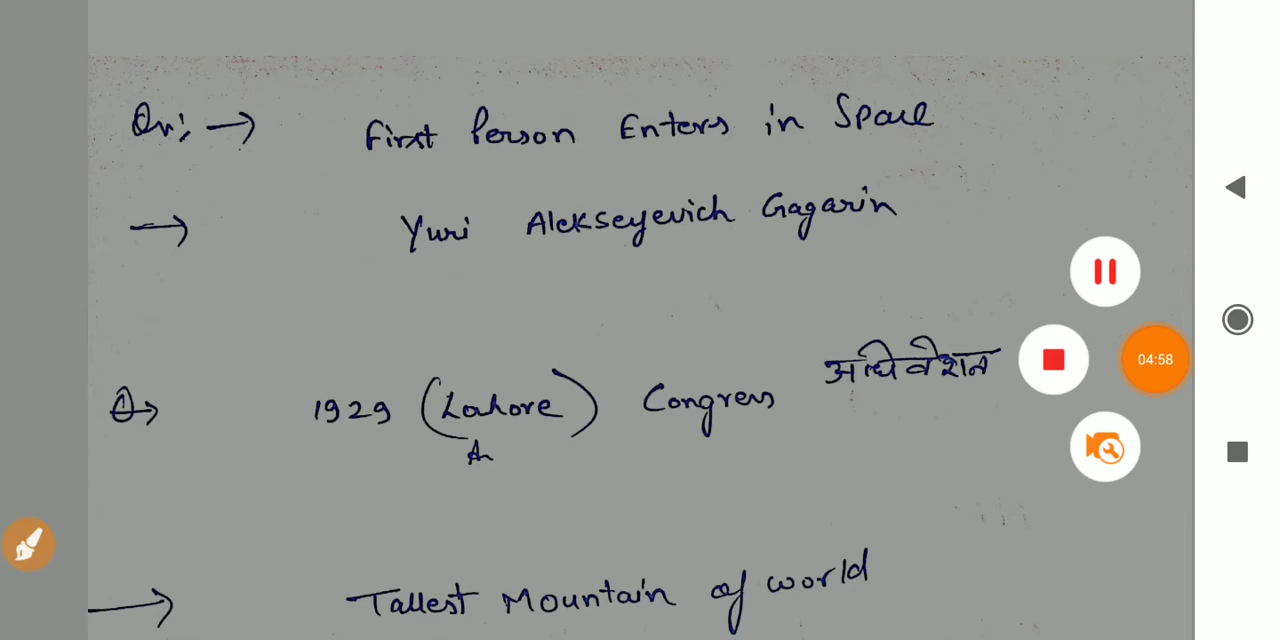 Qn:→ First Person Enters in Space
→ Yuri Alekseyevich Gagarin
अधिवेशन
Q→ 1929 (Lahore) Congress
A
→ Tallest Mountain of world
04:58